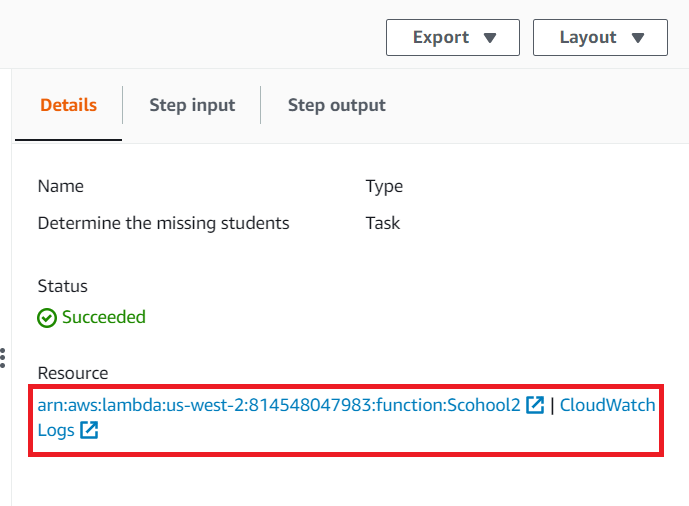 Export
Layout
Details
Step input
Step output
Name
Type
Determine the missing students
Task
Status
Succeeded
Resource
arn:aws:lambda:us-west-2:814548047983:function:Scohool2 | CloudWatch
Logs